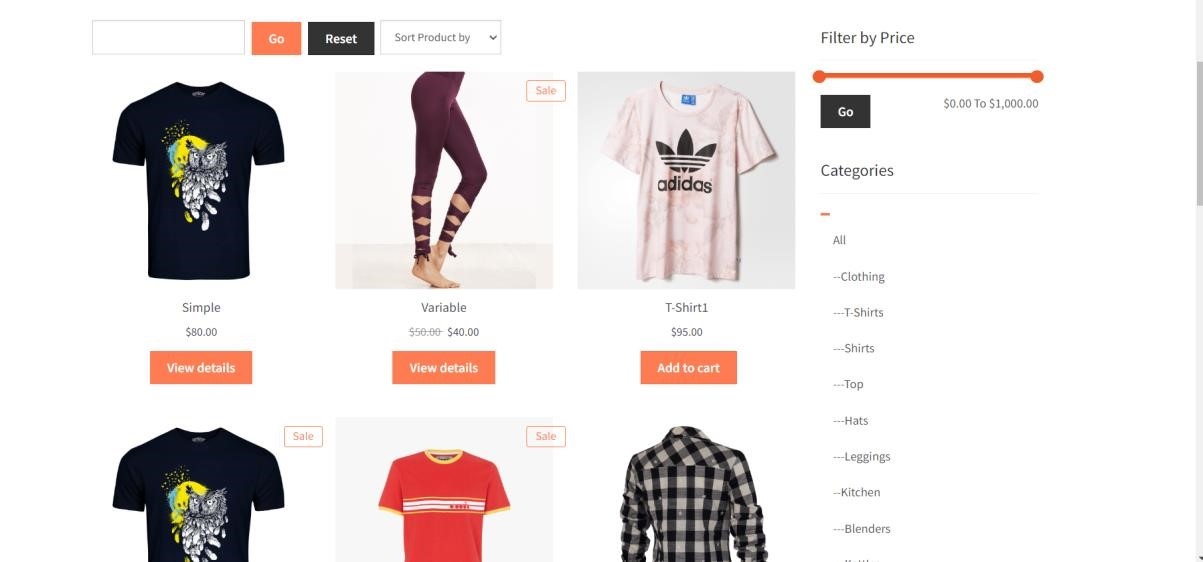 Go
Reset
Sort Product by
Sale
adidas
Simple
$80.00
View details
Variable
$50.00 $40.00
View details
T-Shirt1
$95.00
Add to cart
Sale
Sale
Filter by Price
Go
$0.00 To $1,000.00
Categories
All
--Clothing
---T-Shirts
---Shirts
---Top
---Hats
---Leggings
--Kitchen
---Blenders